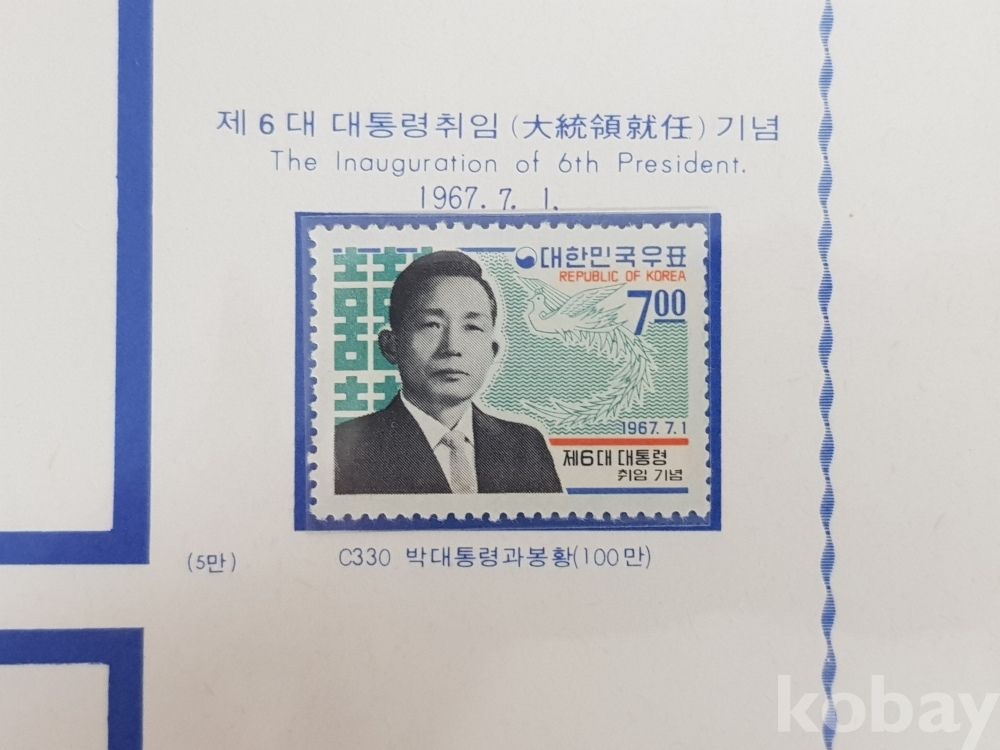 제 6 대 대통령취임 (大統領就任) 기념
The Inauguration of 6th President.
1967. 7. 1.
대한민국우표
REPUBLIC OF KOREA
7 00
1967. 7. 1
제6대 대통령
취임 기념
(5만)
C330 박대통령과봉황(100만)
kobay